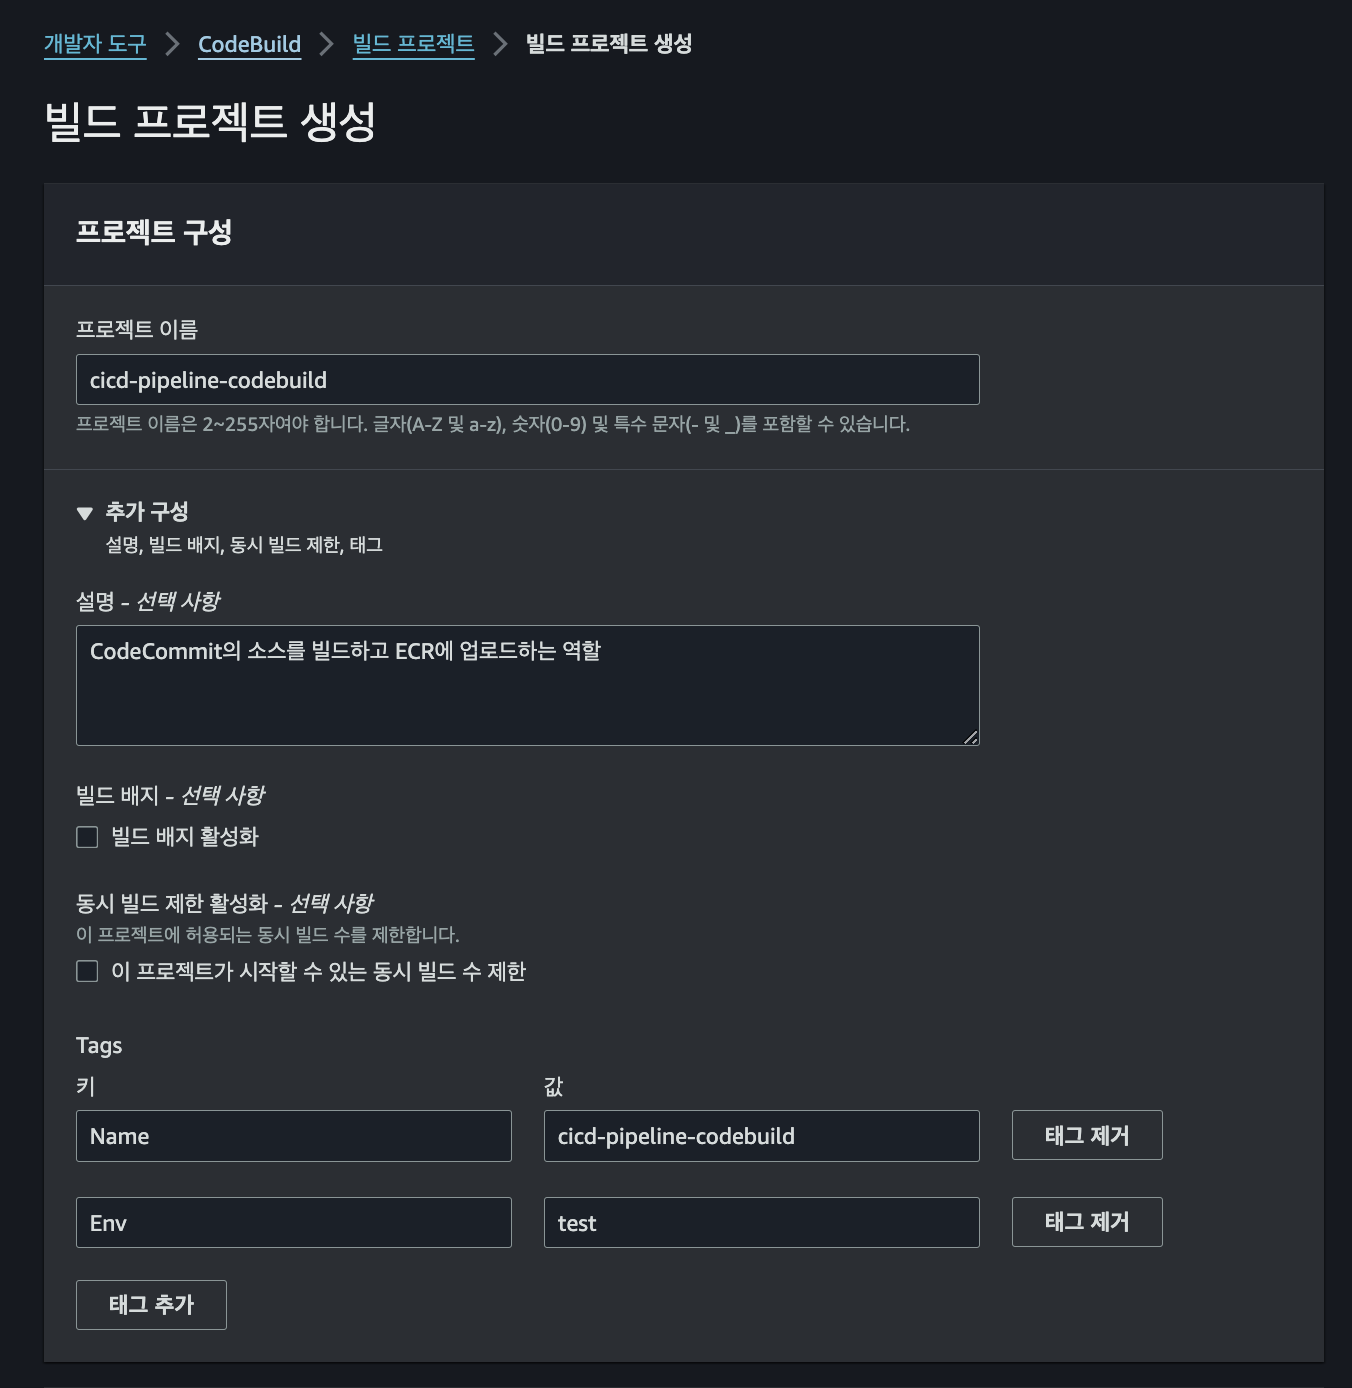 개발자 도구 > CodeBuild > 빌드 프로젝트 > 빌드 프로젝트 생성
빌드 프로젝트 생성
프로젝트 구성
프로젝트 이름
cicd-pipeline-codebuild
프로젝트 이름은 2~255자여야 합니다. 글자(A-Z 및 a-z), 숫자(0-9) 및 특수 문자(- 및 _)를 포함할 수 있습니다.
추가 구성
설명, 빌드 배지, 동시 빌드 제한, 태그
설명 - 선택 사항
CodeCommit의 소스를 빌드하고 ECR에 업로드하는 역할
빌드 배지 - 선택 사항
빌드 배지 활성화
동시 빌드 제한 활성화 - 선택 사항
이 프로젝트에 허용되는 동시 빌드 수를 제한합니다.
이 프로젝트가 시작할 수 있는 동시 빌드 수 제한
Tags
키 값
Name cicd-pipeline-codebuild 태그 제거
Env test 태그 제거
태그 추가